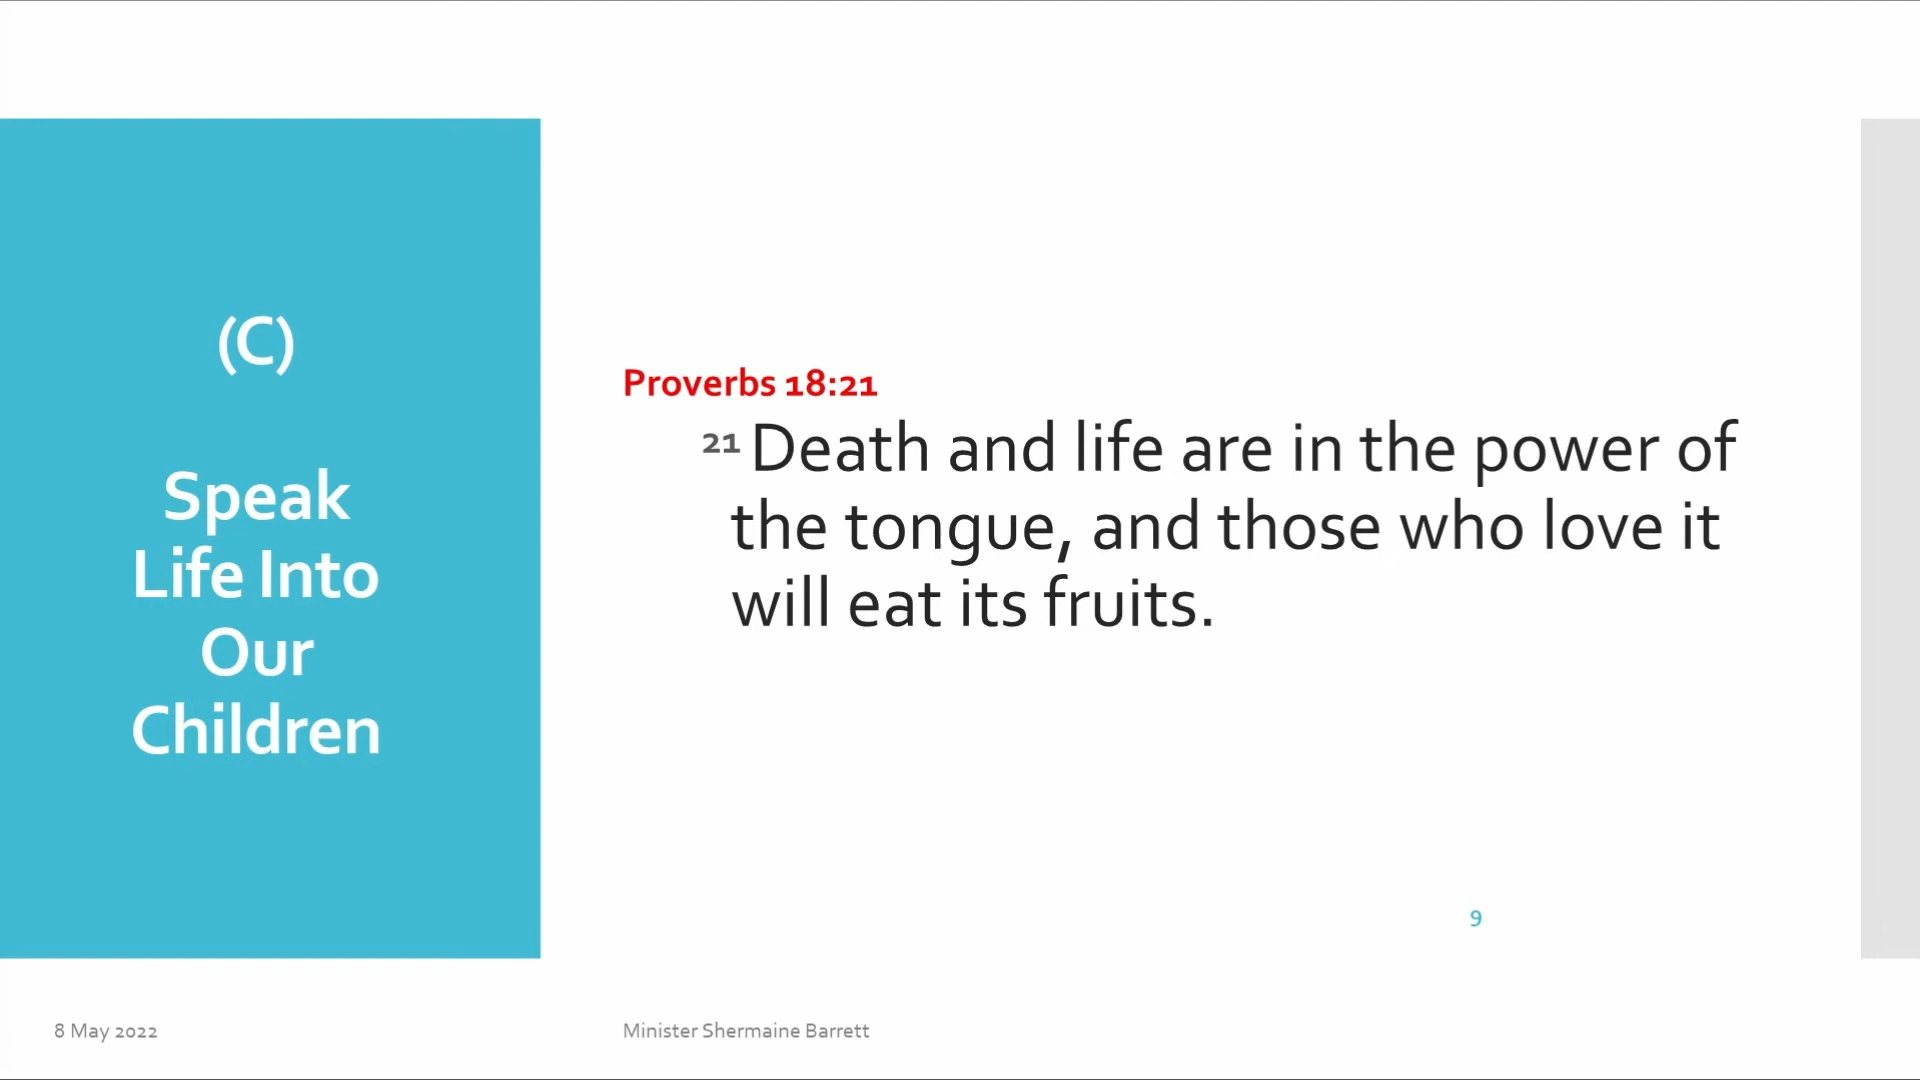 (C)
Speak
Life Into
Our
Children
Proverbs 18:21
21 Death and life are in the power of
the tongue, and those who love it
will eat its fruits.
9
8 May 2022
Minister Shermaine Barrett